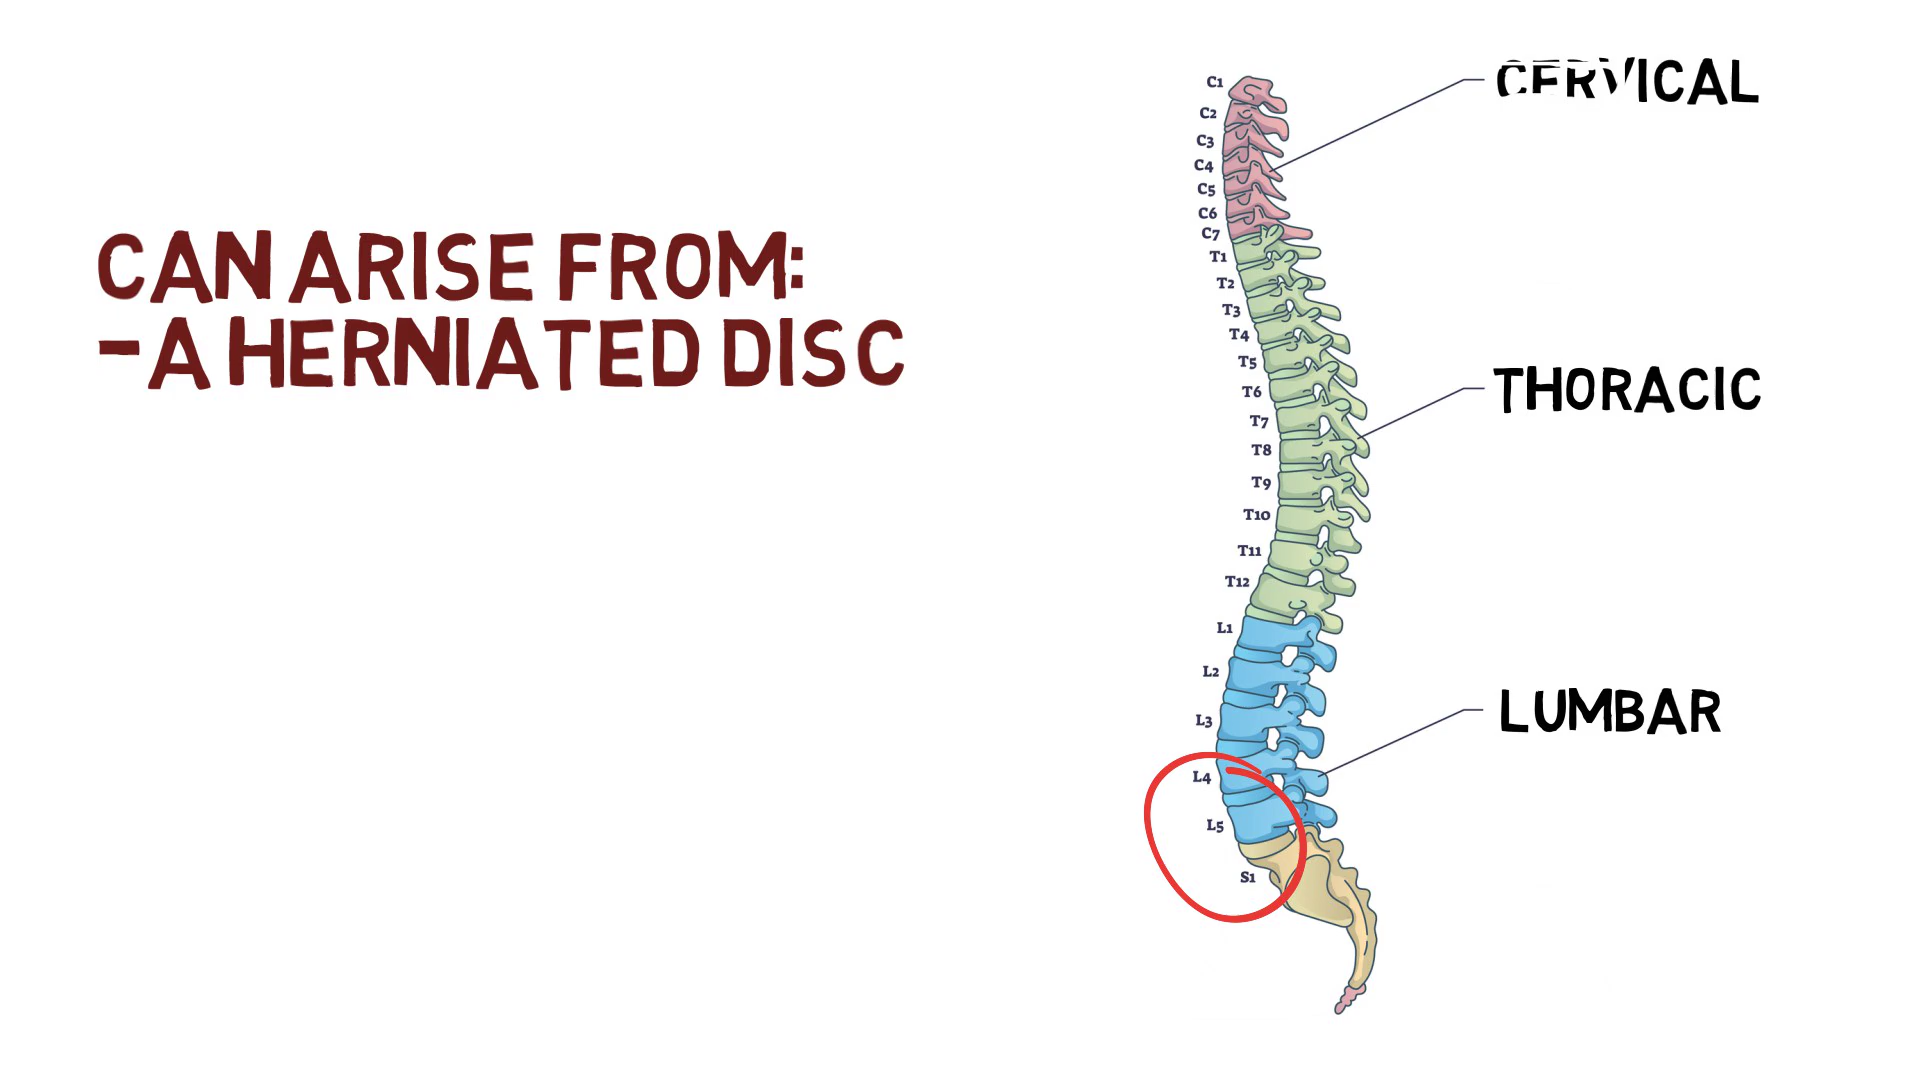 CAN ARISE FROM:
-A HERNIATED DISC
CERVICAL
THORACIC
LUMBAR
C1
C2
C3
C4
C5
C6
C7
T1
T2
T3
T4
T5
T6
T7
T8
T9
T10
T11
T12
L1
L2
L3
L4
L5
S1